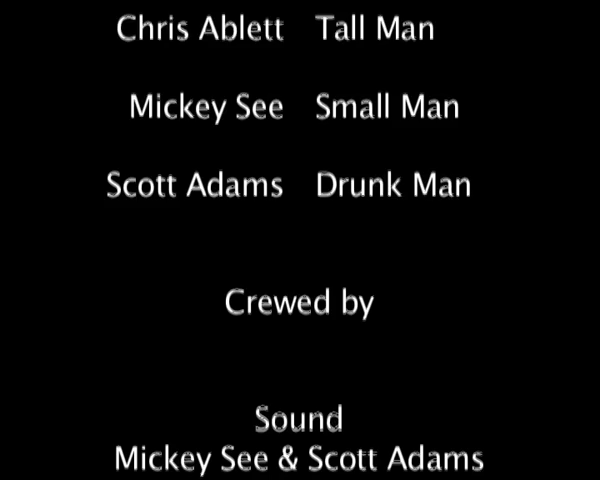 Chris Ablett Tall Man
Mickey See Small Man
Scott Adams Drunk Man
Crewed by
Sound
Mickey See & Scott Adams